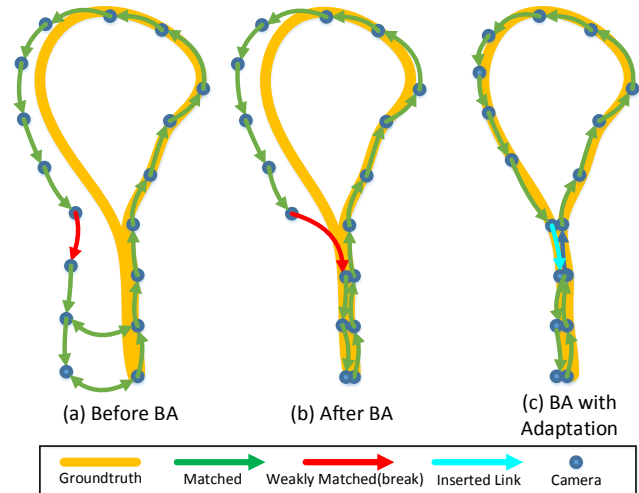 (a) Before BA
(b) After BA
(c) BA with
Adaptation
Groundtruth
Matched
Weakly Matched(break)
Inserted Link
Camera